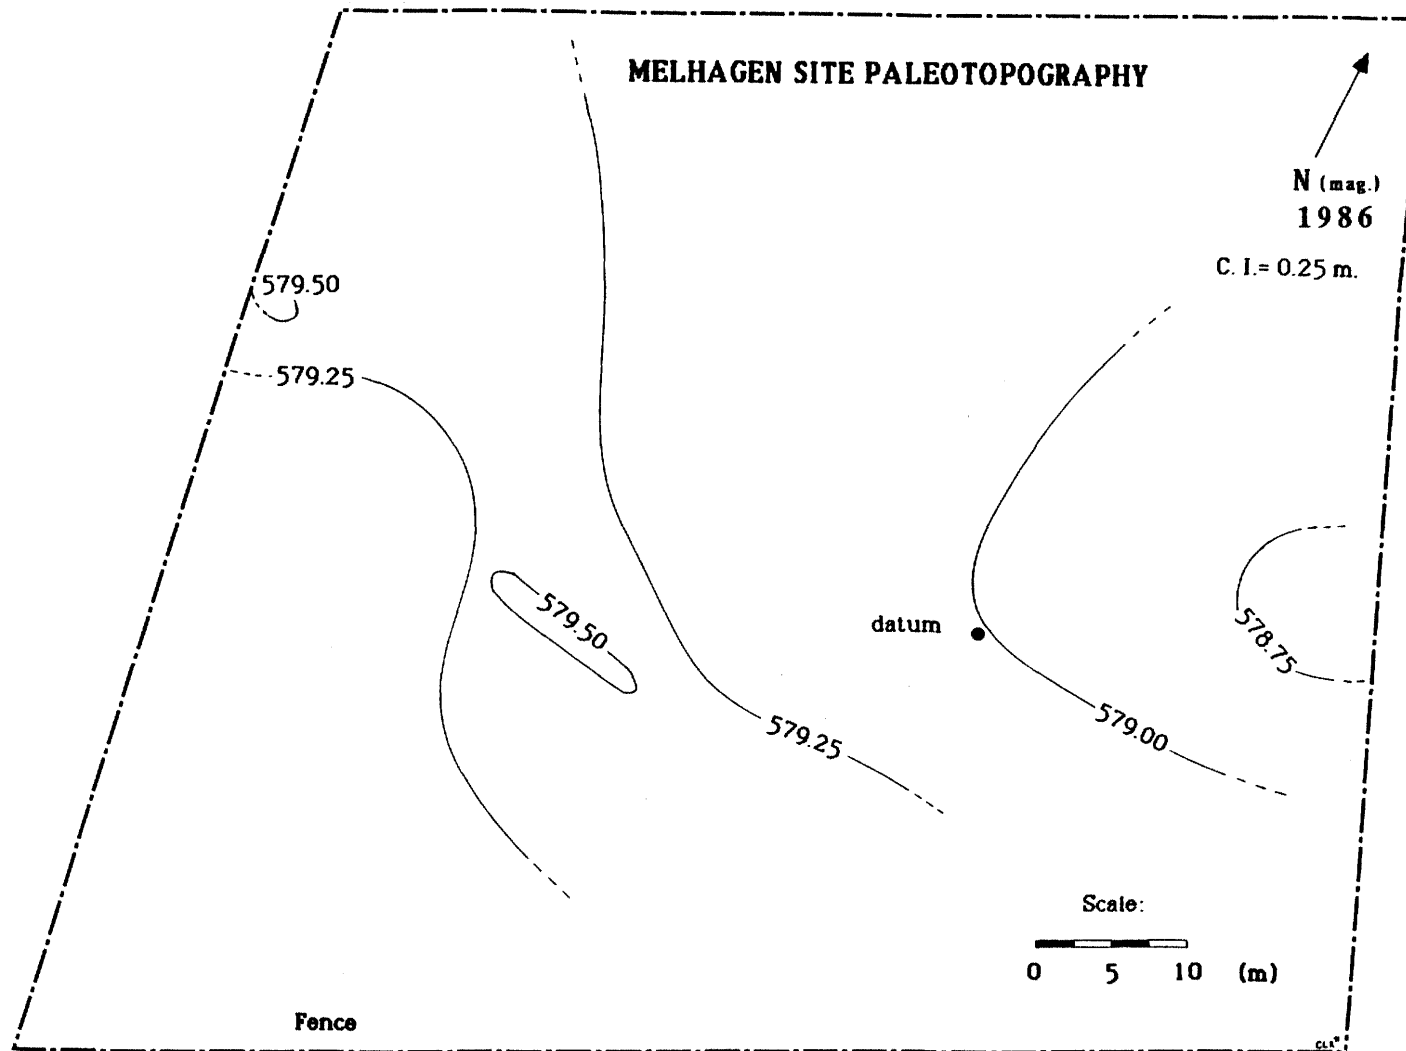 MELHAGEN SITE PALEOTOPOGRAPHY
N (mag.)
1986
C. I.= 0.25 m.
579.50
579.25
579.50
datum
578.75
579.00
579.25
Scale:
0 5 10 (m)
Fence